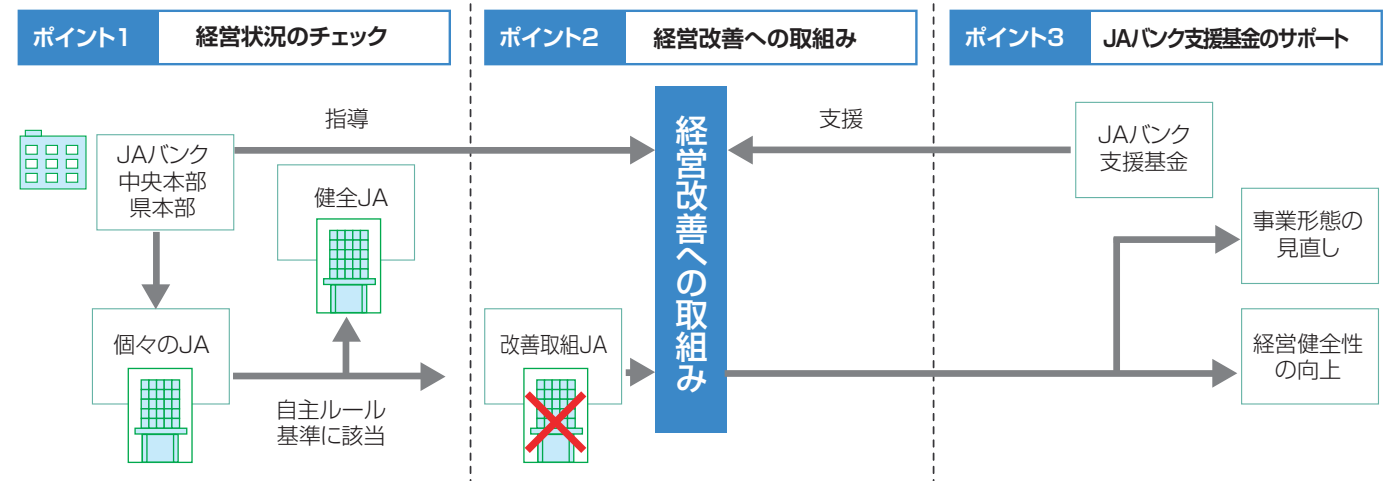 ポイント1
経営状況のチェック
ポイント2
経営改善への取組み
ポイント3
JAバンク支援基金のサポート
指導
JAバンク
中央本部
県本部
健全JA
個々のJA
自主ルール
基準に該当
改善取組JA
経営改善への取組み
支援
JAバンク
支援基金
事業形態の
見直し
経営健全性
の向上